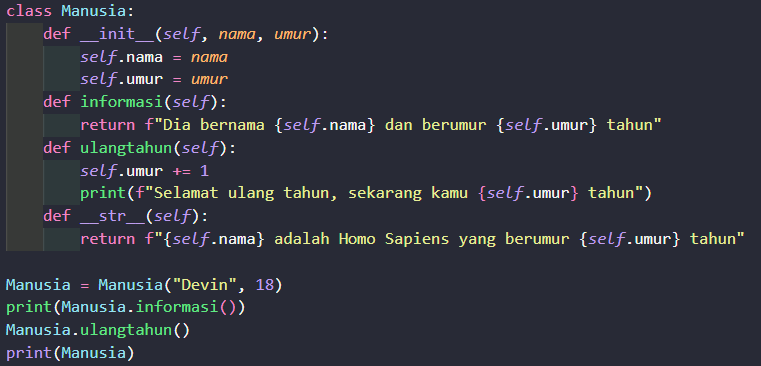 class Manusia:
    def __init__(self, nama, umur):
        self.nama = nama
        self.umur = umur
    def informasi(self):
        return f"Dia bernama {self.nama} dan berumur {self.umur} tahun"
    def ulangtahun(self):
        self.umur += 1
        print(f"Selamat ulang tahun, sekarang kamu {self.umur} tahun")
    def __str__(self):
        return f"{self.nama} adalah Homo Sapiens yang berumur {self.umur} tahun"

Manusia = Manusia("Devin", 18)
print(Manusia.informasi())
Manusia.ulangtahun()
print(Manusia)